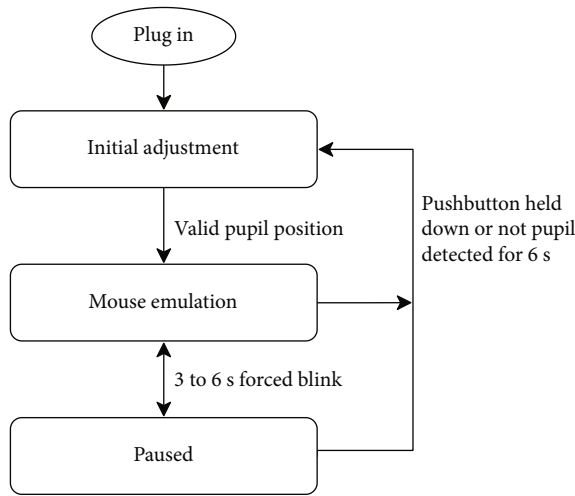 Plug in
Initial adjustment
Valid pupil position
Pushbutton held
down or not pupil
detected for 6 s
Mouse emulation
3 to 6 s forced blink
Paused